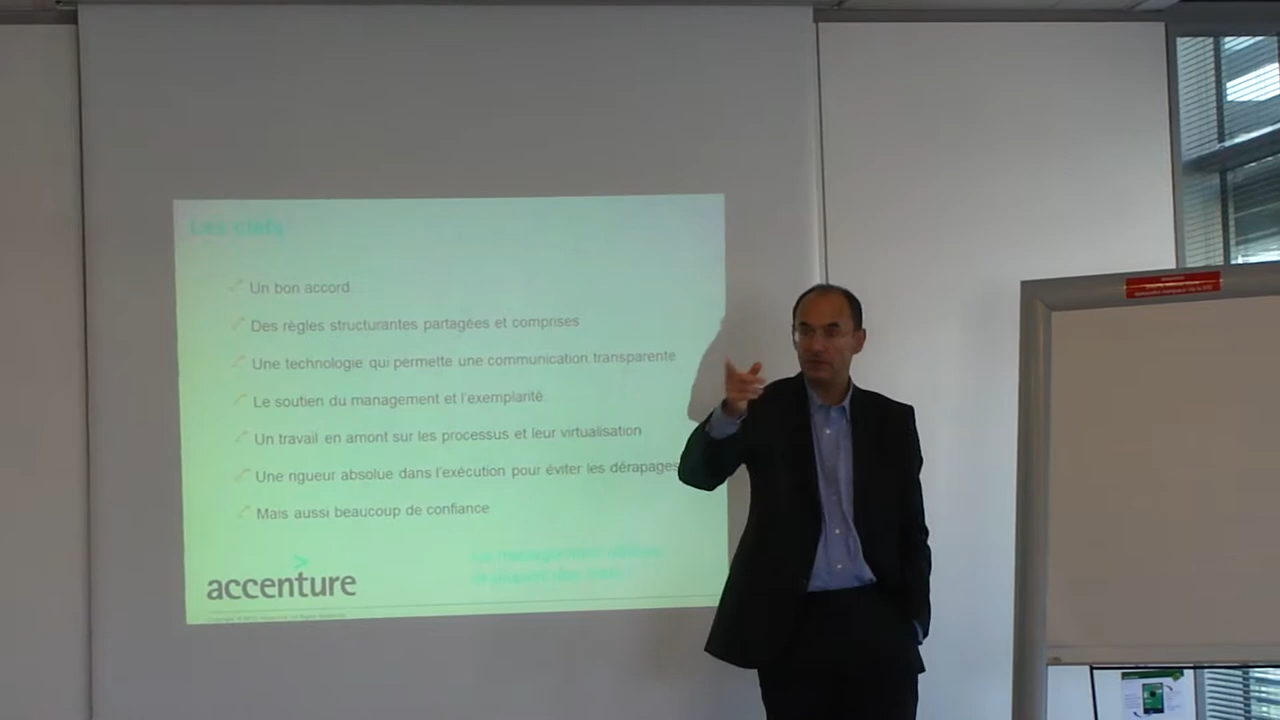 Les clefs
Un bon accord
Des règles structurantes partagées et comprises
Une technologie qui permette une communication transparente
Le soutien du management et l'exemplarité
Un travail en amont sur les processus et leur virtualisation
Une rigueur absolue dans l'exécution pour éviter les dérapages
Mais aussi beaucoup de confiance
accenture